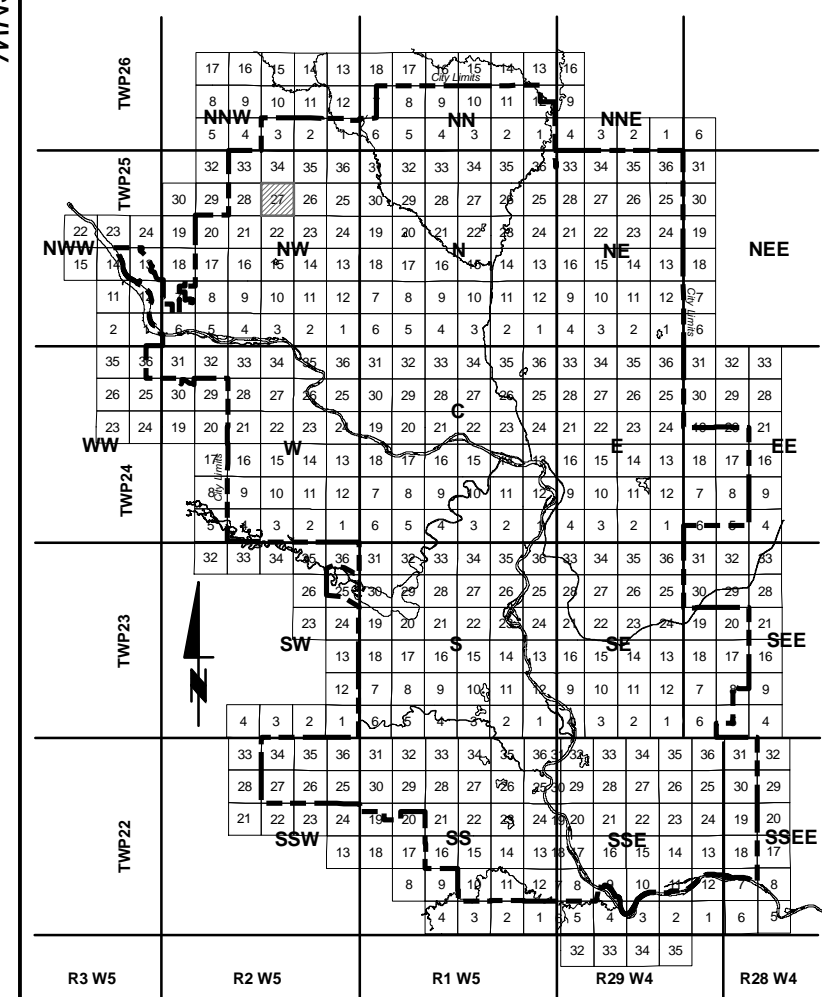 TWP26
17 16 15 14 13 18 17 16 15 14 13 16
City Limits
8 9 10 11 12 8 9 10 11 12 9
NNW NN NNE
5 4 3 2 1 6 5 4 3 2 1 4 3 2 1 6
TWP25
32 33 34 35 36 31 32 33 34 35 36 33 34 35 36 31
30 29 28 27 26 25 30 29 28 27 26 25 28 27 26 25 30
22 23 24 19 20 21 22 23 24 19 20 21 22 23 24 21 22 23 24 19
NWW NW N NE NEE
15 14 13 18 17 16 15 14 13 18 17 16 15 14 13 16 15 14 13 18
11 8 9 10 11 12 7 8 9 10 11 12 9 10 11 12 7
City Limits
2 1 6 5 4 3 2 1 6 5 4 3 2 1 4 3 2 1 6
35 36 31 32 33 34 35 36 31 32 33 34 35 36 33 34 35 36 31 32 33
26 25 30 29 28 27 26 25 30 29 28 27 26 25 28 27 26 25 30 29 28
C
23 24 19 20 21 22 23 24 19 20 21 22 23 24 21 22 23 24 19 20 21
WW W E EE
TWP24
17 16 15 14 13 18 17 16 15 14 13 16 15 14 13 18 17 16
City Limits
8 9 10 11 12 7 8 9 10 11 12 9 10 11 12 7 8 9
5 4 3 2 1 6 5 4 3 2 1 4 3 2 1 6 5 4
32 33 34 35 36 31 32 33 34 35 36 33 34 35 36 31 32 33
26 25 30 29 28 27 26 25 28 27 26 25 30 29 28
TWP23
23 24 19 20 21 22 23 24 21 22 23 24 19 20 21
SW S SE SEE
13 18 17 16 15 14 13 16 15 14 13 18 17 16
N
12 7 8 9 10 11 12 9 10 11 12 7 8 9
4 3 2 1 6 5 4 3 2 1 4 3 2 1 6 4
33 34 35 36 31 32 33 34 35 36 31 32 33 34 35 36 31 32
28 27 26 25 30 29 28 27 26 25 30 29 28 27 26 25 30 29
21 22 23 24 19 20 21 22 23 24 19 20 21 22 23 24 19 20
SSW SS SSE SSEE
TWP22
13 18 17 16 15 14 13 18 17 16 15 14 13 18 17
8 9 10 11 12 7 8 9 10 11 12 7 8
4 3 2 1 6 5 4 3 2 1 6 5
32 33 34 35
R3 W5 R2 W5 R1 W5 R29 W4 R28 W4